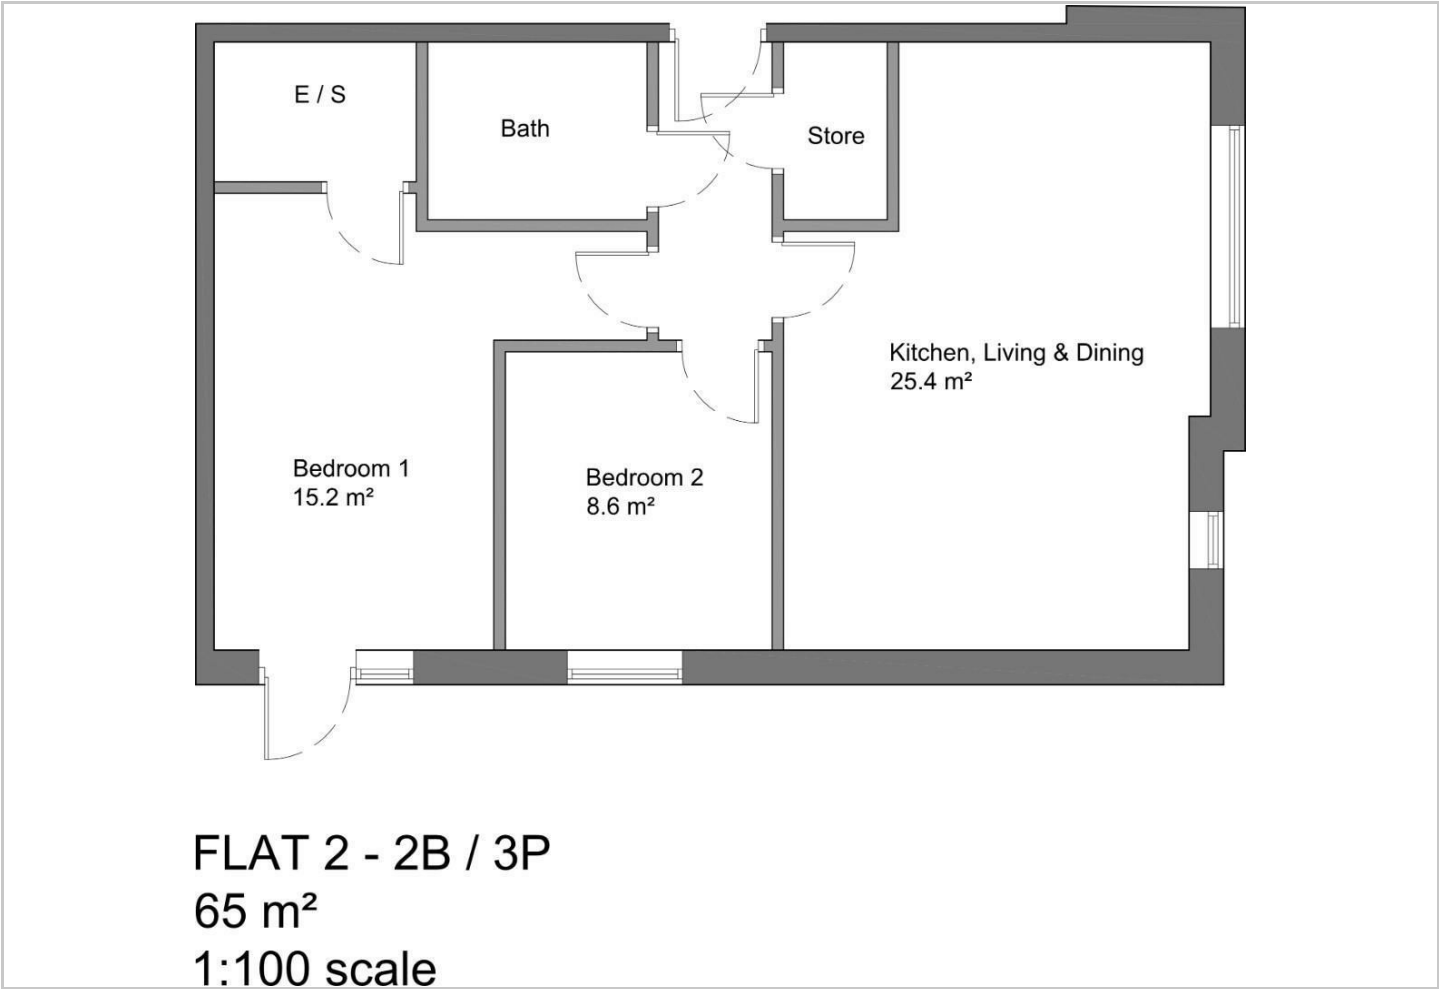 E / S
Bath
Store
Kitchen, Living & Dining
25.4 m²
Bedroom 1
15.2 m²
Bedroom 2
8.6 m²
FLAT 2 - 2B / 3P
65 m²
1:100 scale